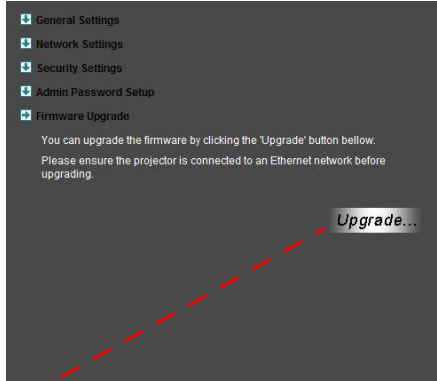 General Settings
Network Settings
Security Settings
Admin Password Setup
Firmware Upgrade
You can upgrade the firmware by clicking the 'Upgrade' button bellow.
Please ensure the projector is connected to an Ethernet network before
upgrading.
Upgrade...